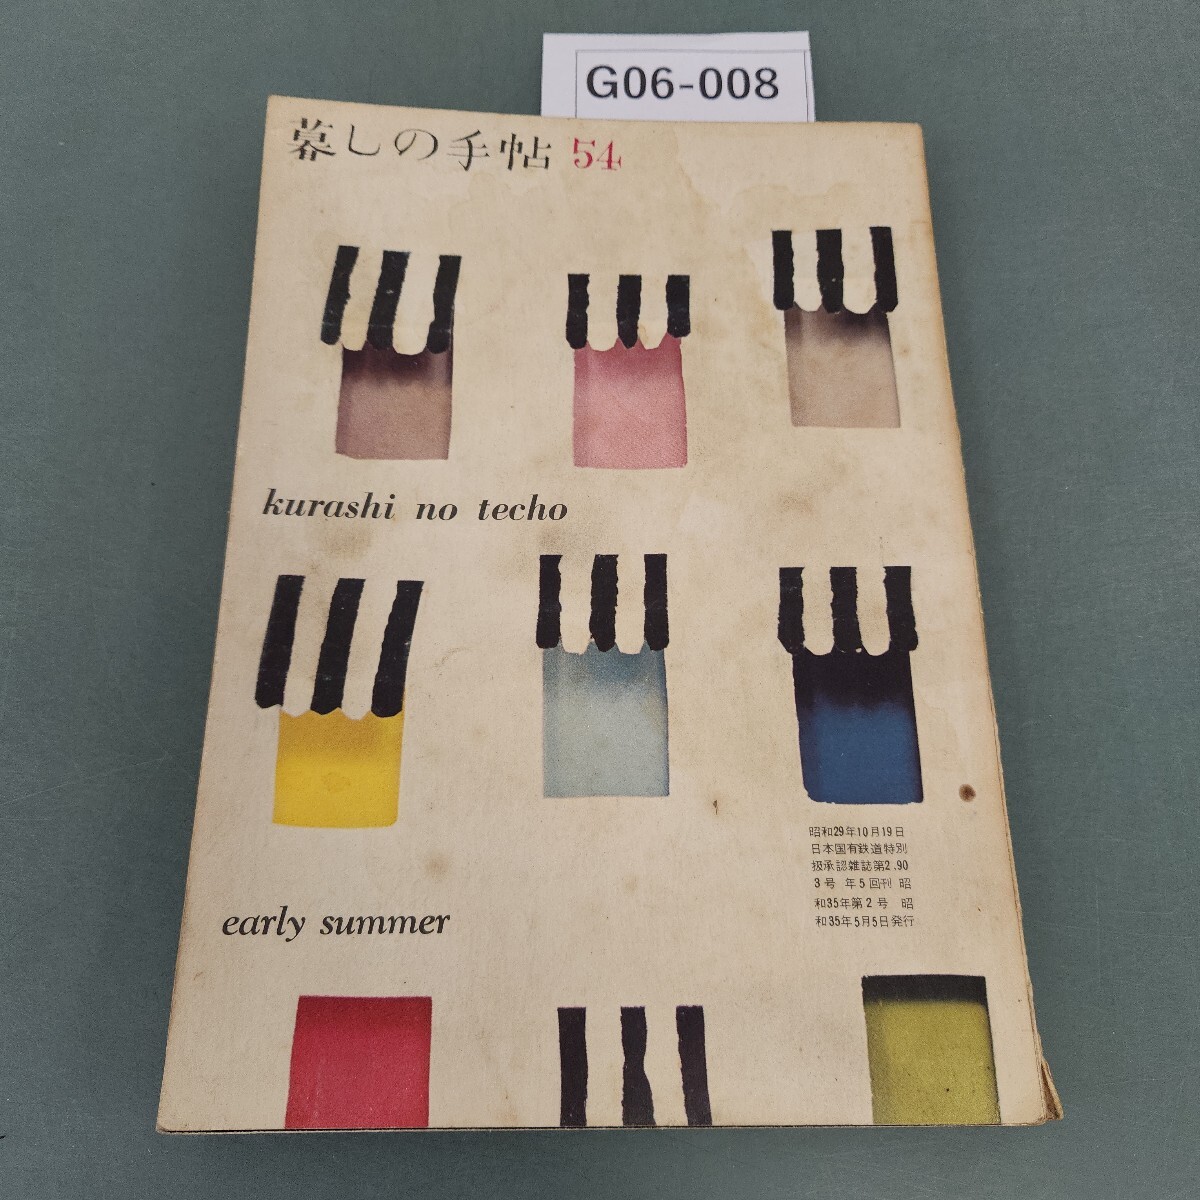 G06-008
暮しの手帖 54
kurashi no techo
昭和29年10月19日
日本国有鉄道特別
扱承認雑誌第2.90
3号 年5回刊 昭
和35年第2号 昭
和35年5月5日発行
early summer